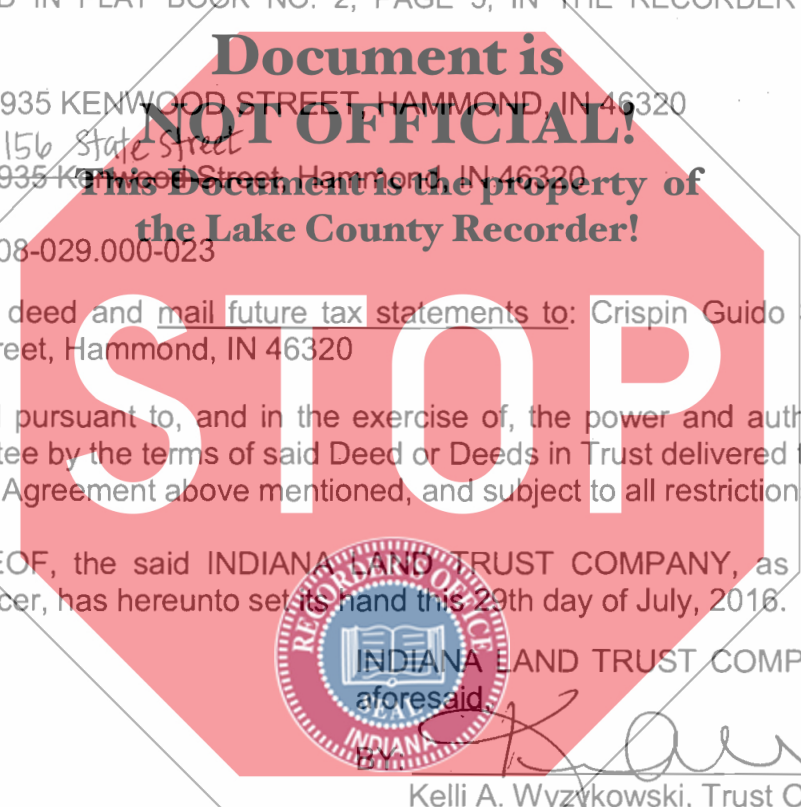 D IN PLAT BOOK NO. 2, PAGE 5, IN THE RECORDER
Document is
935 KENWOOD STREET, HAMMOND, IN 46320
NOT OFFICIAL!
156 State Street
935 Kenwood Street, Hammond, IN 46320
This Document is the property of
the Lake County Recorder!
08-029.000-023
deed and mail future tax statements to: Crispin Guido
reet, Hammond, IN 46320
STOP
pursuant to, and in the exercise of, the power and auth
tee by the terms of said Deed or Deeds in Trust delivered t
Agreement above mentioned, and subject to all restriction
EOF, the said INDIANA LAND TRUST COMPANY, as
cer, has hereunto set its hand this 29th day of July, 2016.
RECORDER OFFICE
SEAL
INDIANA
INDIANA LAND TRUST COMP
aforesaid,
BY:
Kelli A. Wyzykowski, Trust O